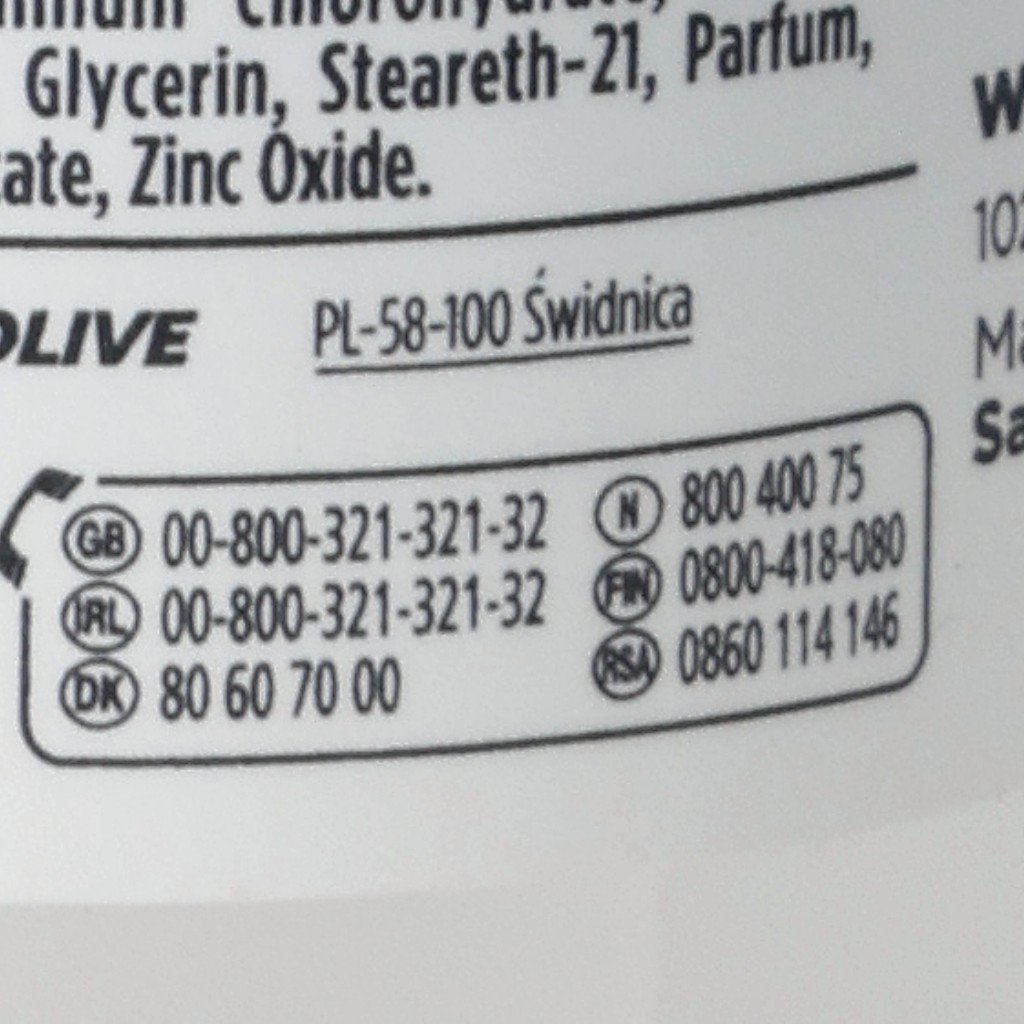 Chlorohydrate,
Glycerin, Steareth-21, Parfum,
Zinc Oxide.
OLIVE PL-58-100 Świdnica
GB 00-800-321-321-32
IRL 00-800-321-321-32
DK 80 60 70 00
N 800 400 75
FIN 0800-418-080
RSA 0860 114 146